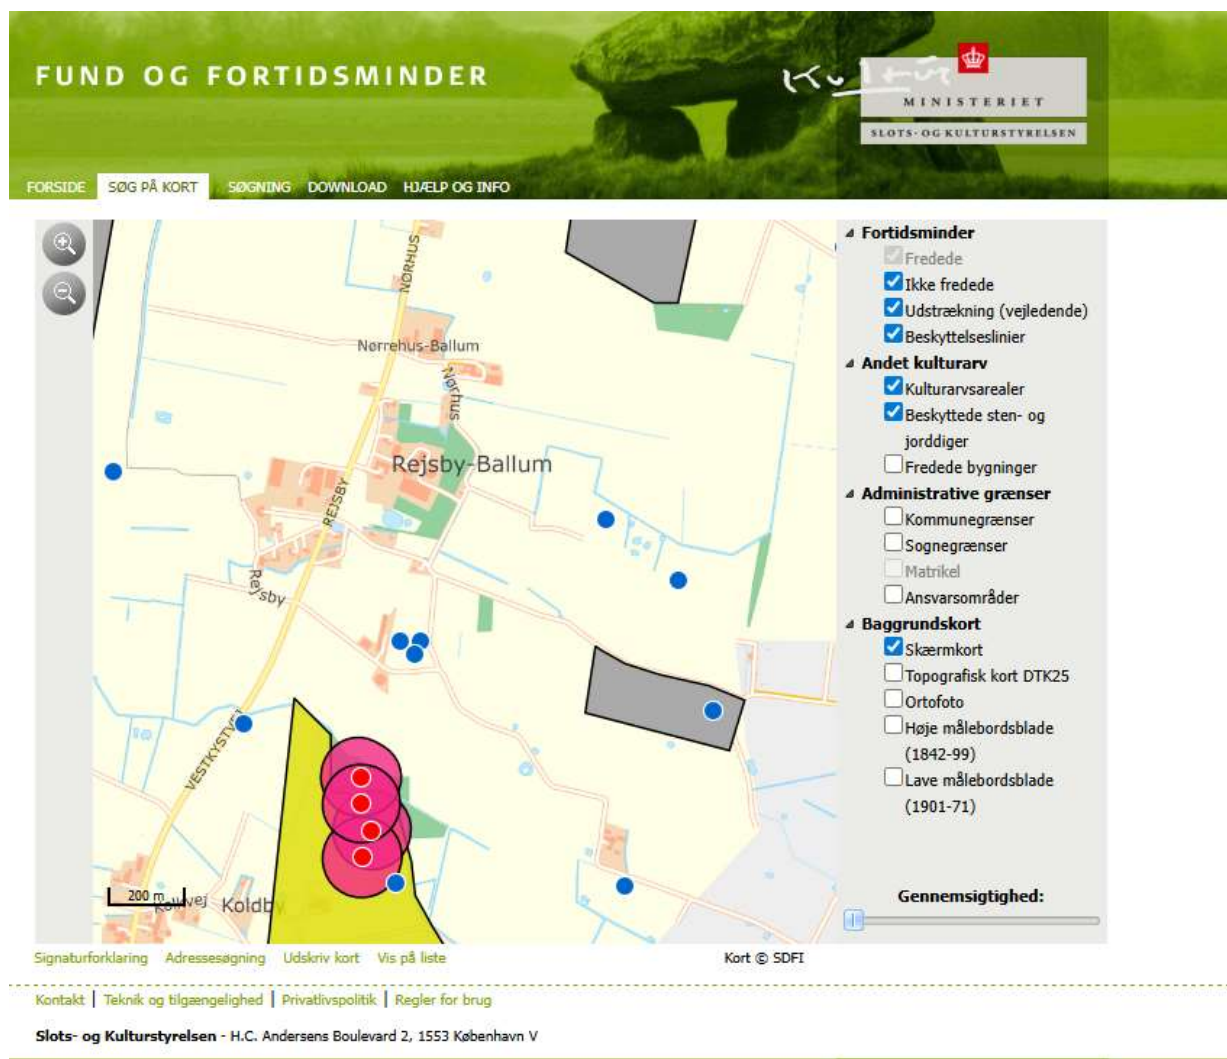 FUND OG FORTIDSMINDER
Kultur
MINISTERIET
SLOTS- OG KULTURSTYRELSEN
FORSIDE SØG PÅ KORT SØGNING DOWNLOAD HJÆLP OG INFO
NØRHUS
Nørrehus-Ballum
Nørhus
Rejsby-Ballum
REJSBY
Rejsby
VESTKYSTVEJ
200 m
Kollvej
Koldby
Fortidsminder
Fredede
Ikke fredede
Udstrækning (vejledende)
Beskyttelseslinier
Andet kulturarv
Kulturarvsarealer
Beskyttede sten- og
jorddiger
Fredede bygninger
Administrative grænser
Kommunegrænser
Sognegrænser
Matrikel
Ansvarsområder
Baggrundskort
Skærmkort
Topografisk kort DTK25
Ortofoto
Høje målebordsblade
(1842-99)
Lave målebordsblade
(1901-71)
Gennemsigtighed:
Signaturforklaring Adressesøgning Udskriv kort Vis på liste
Kort © SDFI
Kontakt | Teknik og tilgængelighed | Privatlivspolitik | Regler for brug
Slots- og Kulturstyrelsen - H.C. Andersens Boulevard 2, 1553 København V